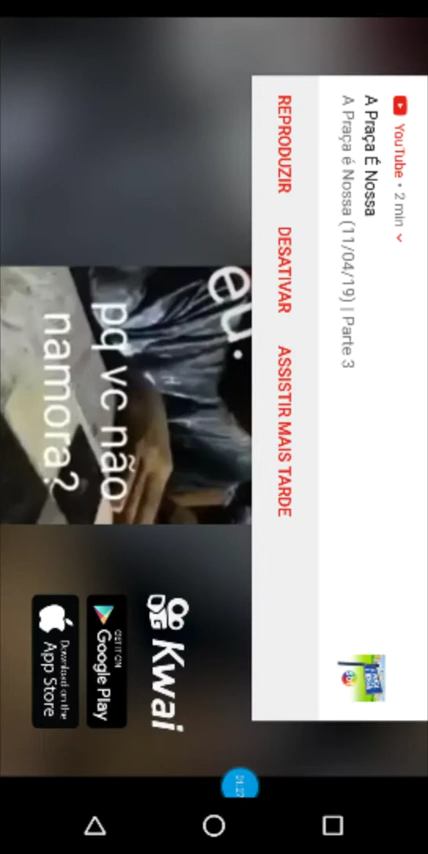 YouTube • 2 min
A Praça É Nossa
A Praça é Nossa (11/04/19) | Parte 3
REPRODUZIR DESATIVAR ASSISTIR MAIS TARDE
eu.
pq vc não
namora?
Kwai
GET IT ON
Google Play
Download on the
App Store